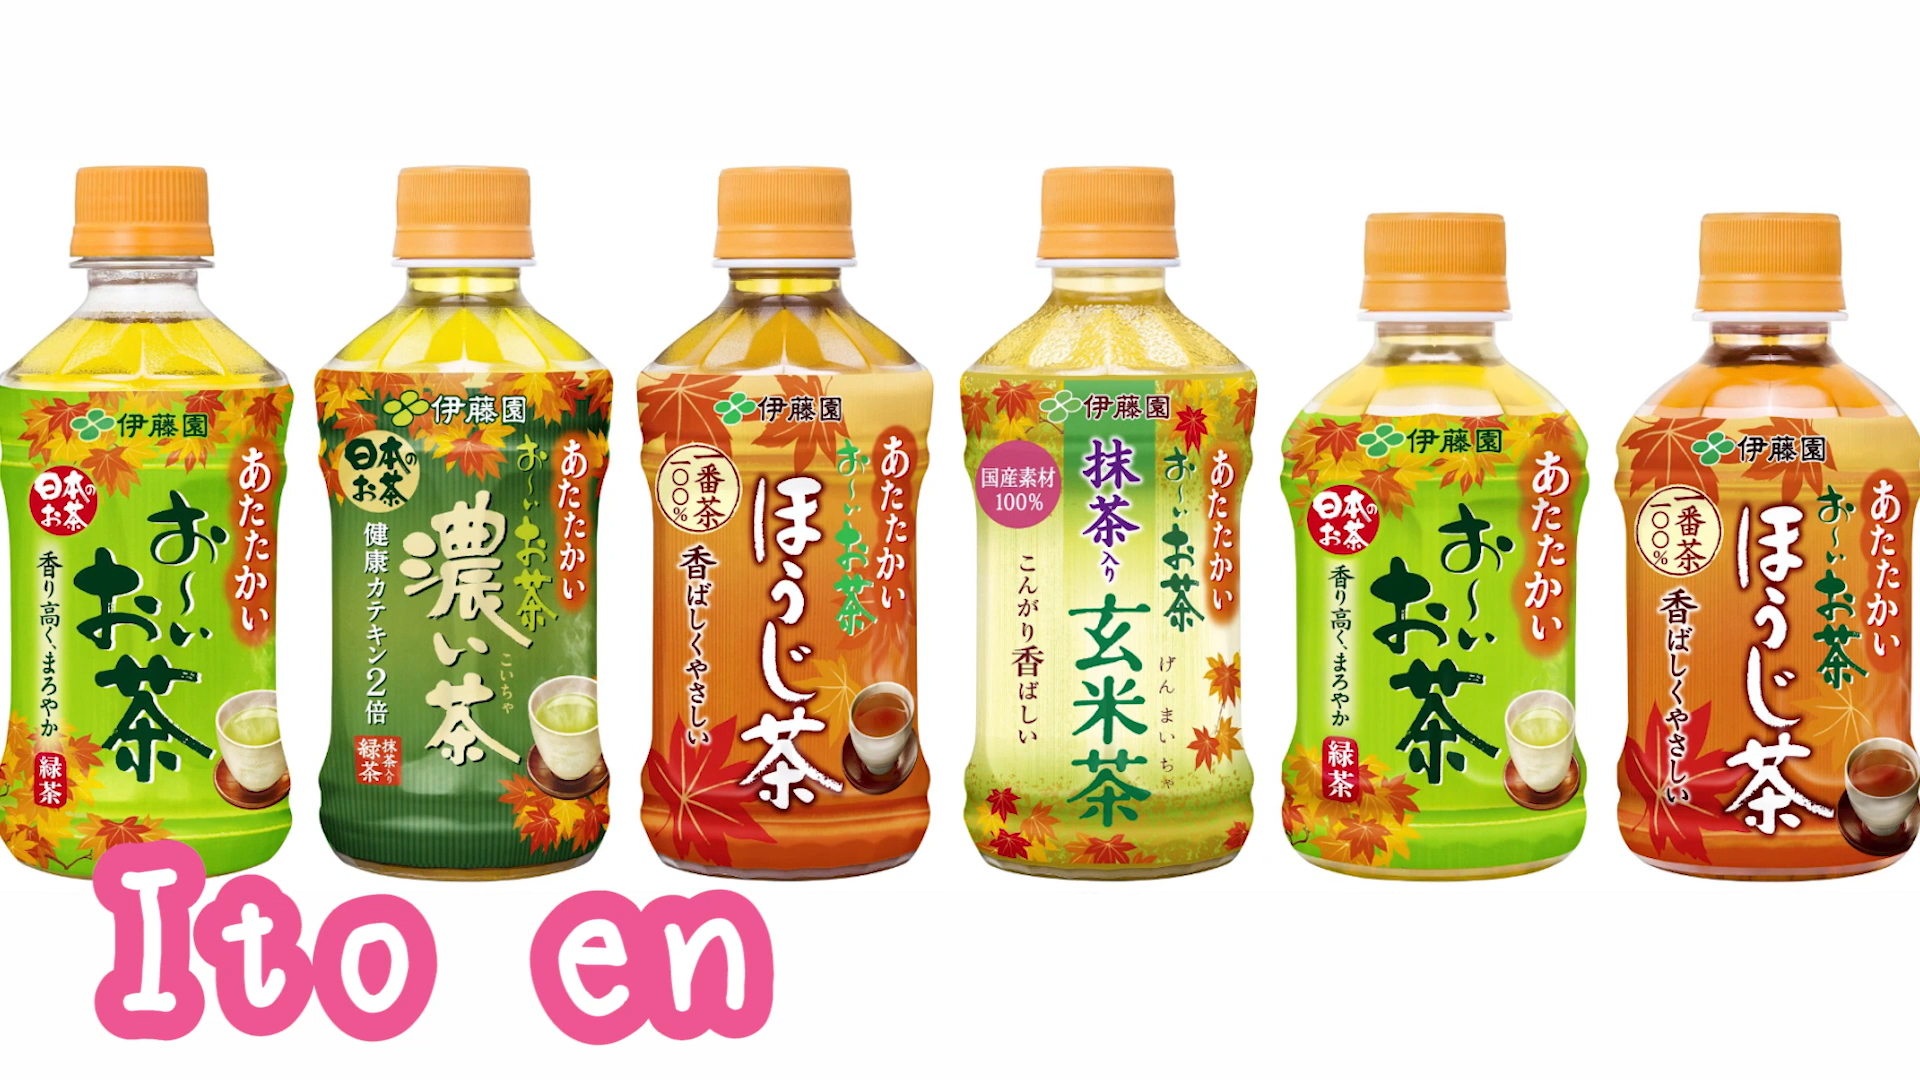 伊藤園
あたたかい
日本の
お茶
お～い
お茶
香り高く、まろやか
緑茶
伊藤園
あたたかい
お～いお茶
日本の
お茶
濃い茶
こいちゃ
健康カテキン2倍
抹茶入り
緑茶
伊藤園
あたたかい
お～いお茶
一番茶
一〇〇%
ほうじ茶
香ばしくやさしい
伊藤園
あたたかい
お～いお茶
抹茶入り
玄米茶
げんまいちゃ
国産素材
100%
こんがり香ばしい
伊藤園
あたたかい
日本の
お茶
お～い
お茶
香り高く、まろやか
緑茶
伊藤園
あたたかい
お～いお茶
一番茶
一〇〇%
ほうじ茶
香ばしくやさしい
Ito en